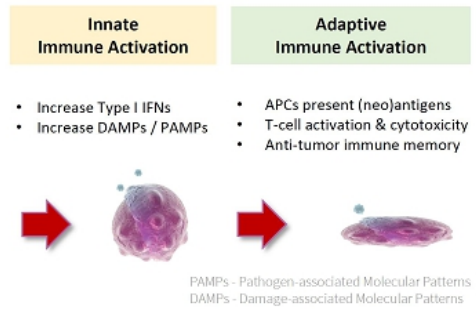 Innate
Immune Activation
• Increase Type I IFNs
• Increase DAMPs / PAMPs
Adaptive
Immune Activation
• APCs present (neo)antigens
• T-cell activation & cytotoxicity
• Anti-tumor immune memory
PAMPs - Pathogen-associated Molecular Patterns
DAMPs - Damage-associated Molecular Patterns